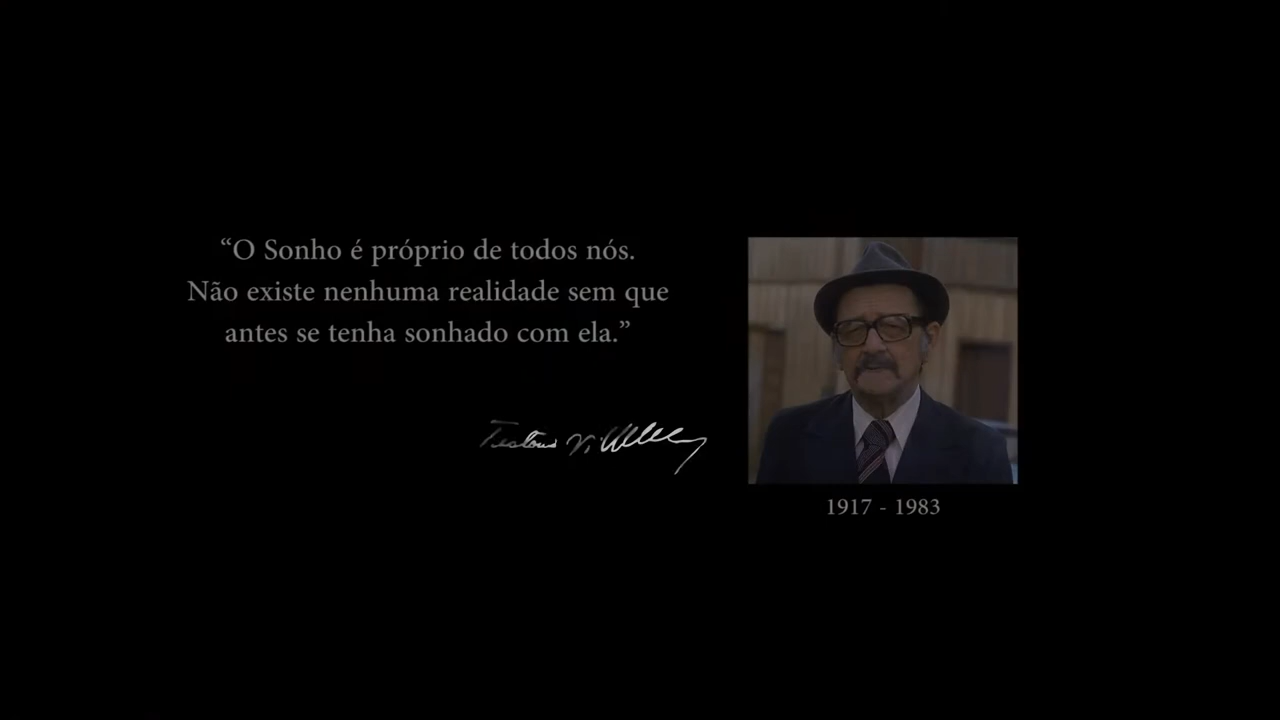 “O Sonho é próprio de todos nós.
Não existe nenhuma realidade sem que
antes se tenha sonhado com ela.”
1917 - 1983